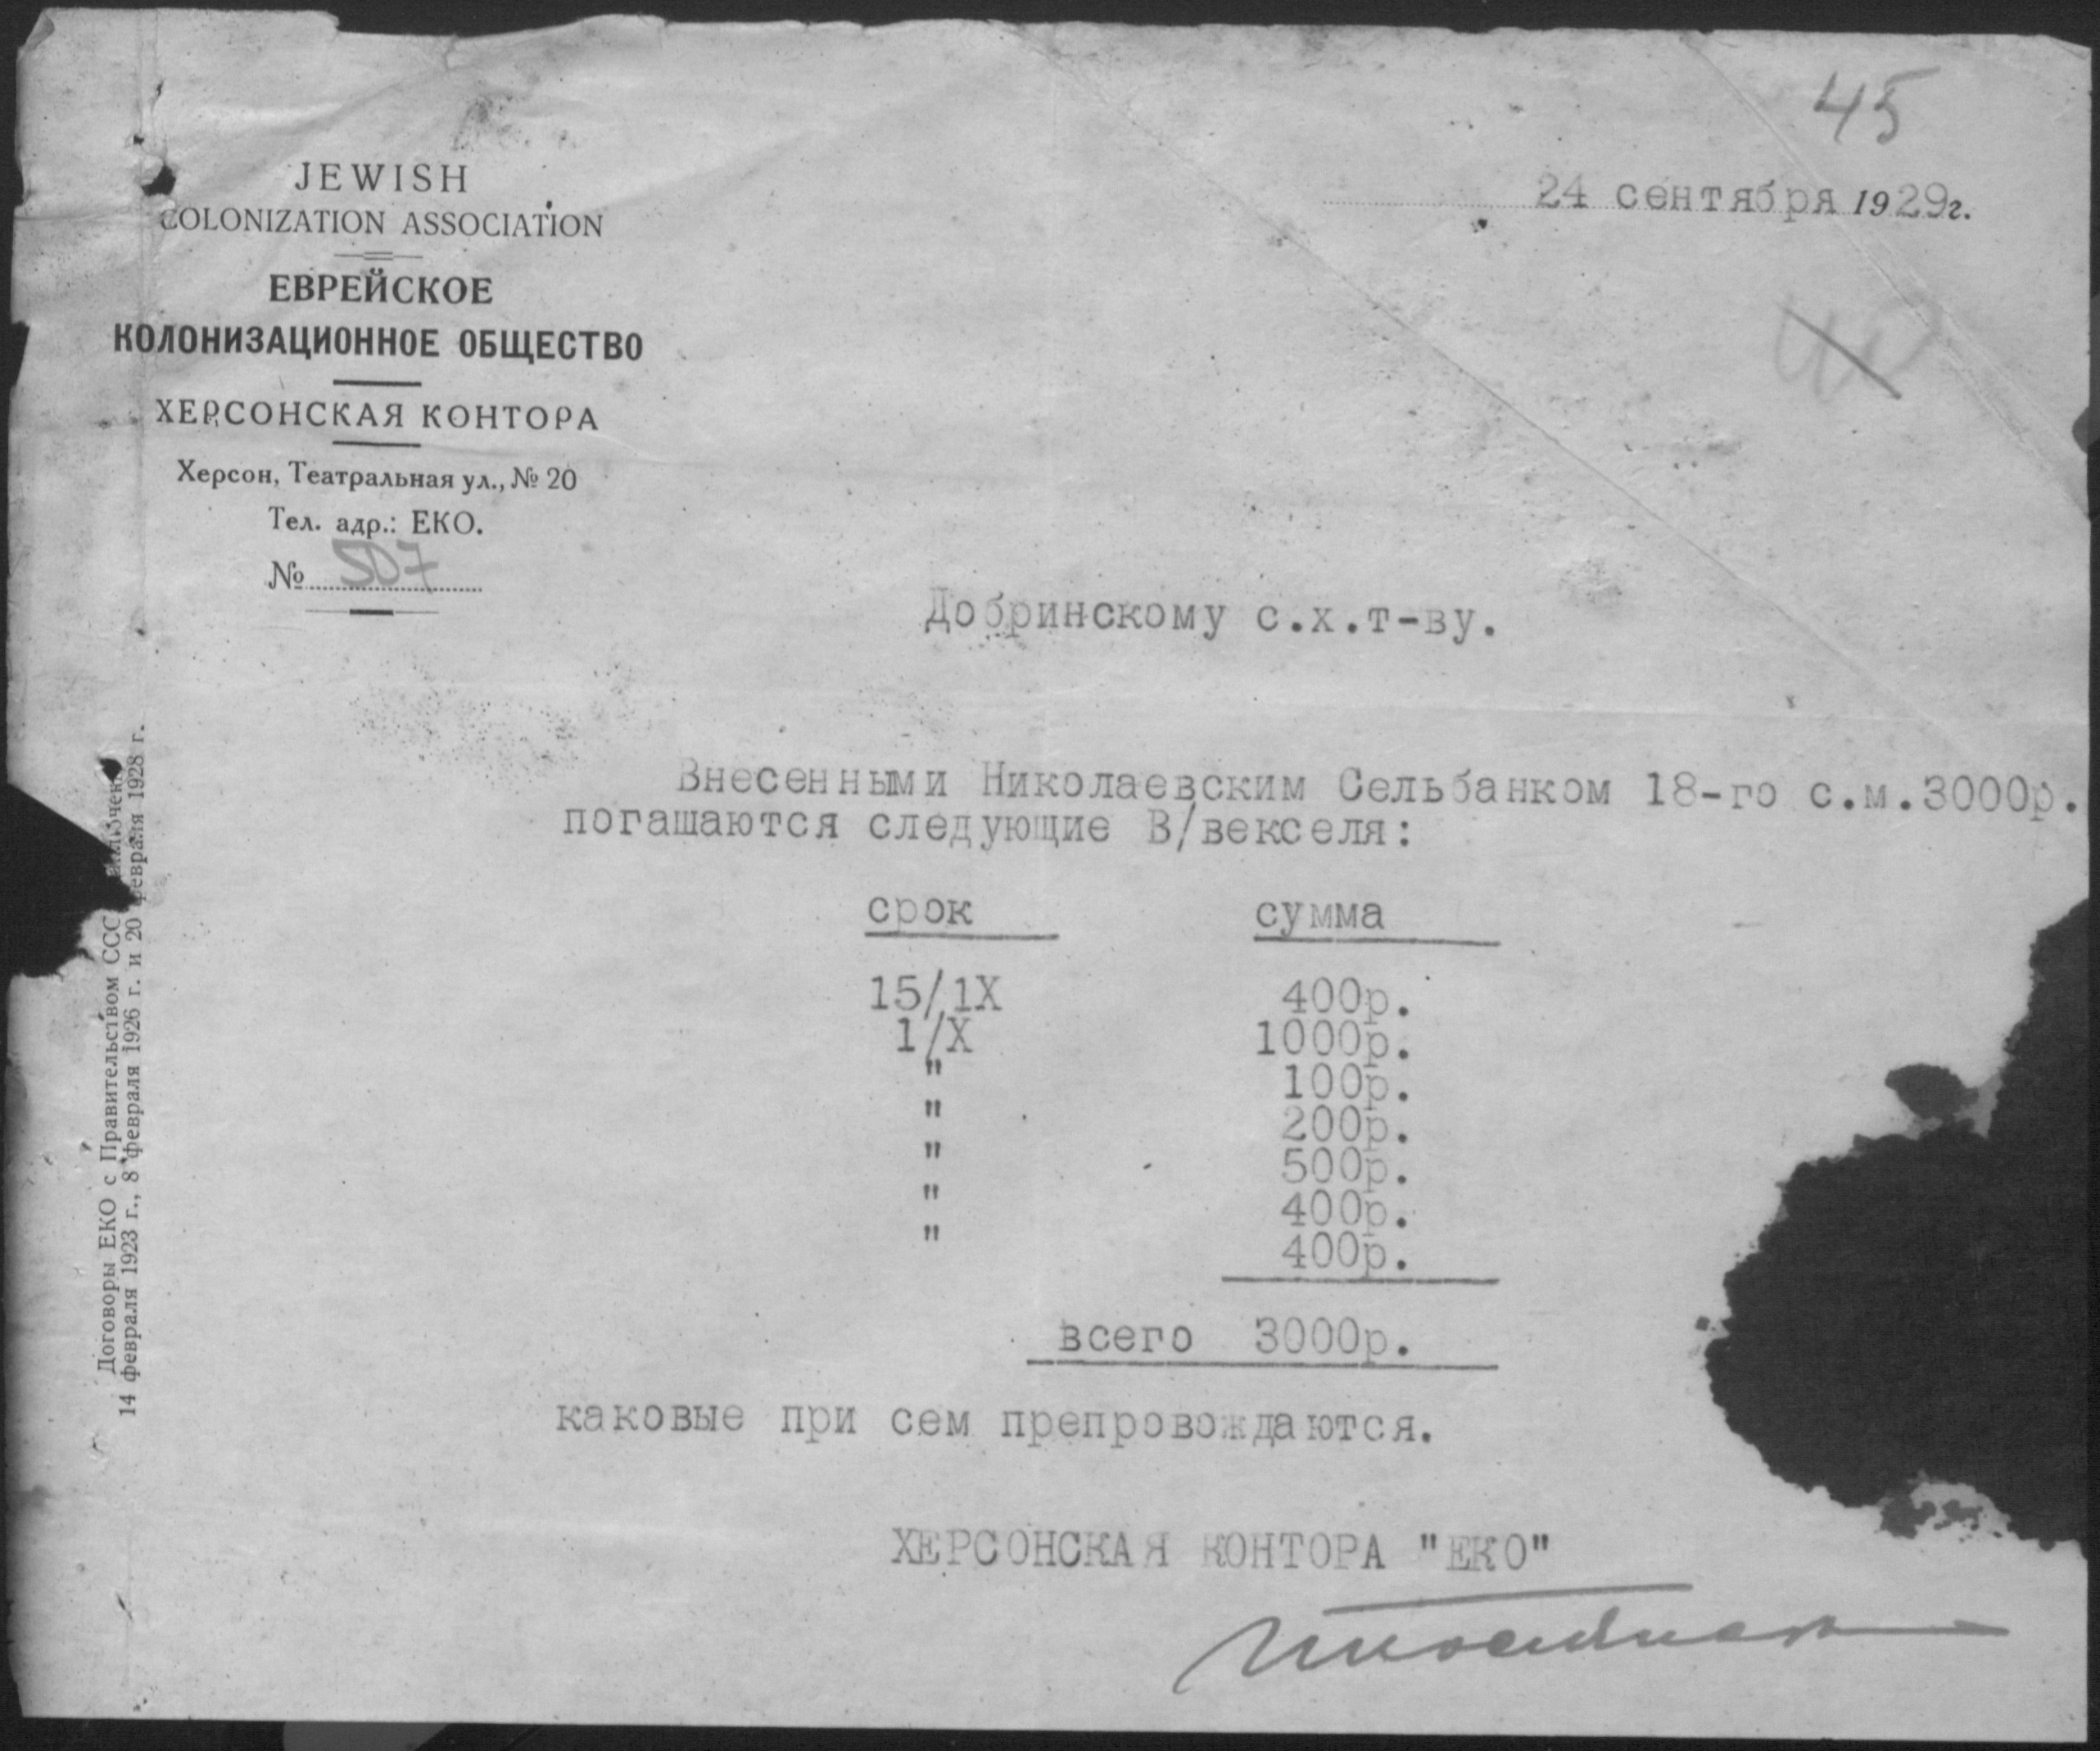 45
JEWISH
COLONIZATION ASSOCIATION
ЕВРЕЙСКОЕ
КОЛОНИЗАЦИОННОЕ ОБЩЕСТВО
ХЕРСОНСКАЯ КОНТОРА
Херсон, Театральная ул., № 20
Тел. адр.: ЕКО.
№ 507
24 сентября 1929г.
Добринскому с.х.т-ву.
Внесенными Николаевским Сельбанком 18-го с.м.3000р.
погашаются следующие В/векселя:
срок сумма
15/1X 400р.
1/X 1000р.
" 100р.
" 200р.
" 500р.
" 400р.
" 400р.
всего 3000р.
каковые при сем препровождаются.
ХЕРСОНСКАЯ КОНТОРА "ЕКО"
Договоры ЕКО с Правительством ССС
14 февраля 1923 г., 8 февраля 1926 г. и 20 февраля 1928 г.